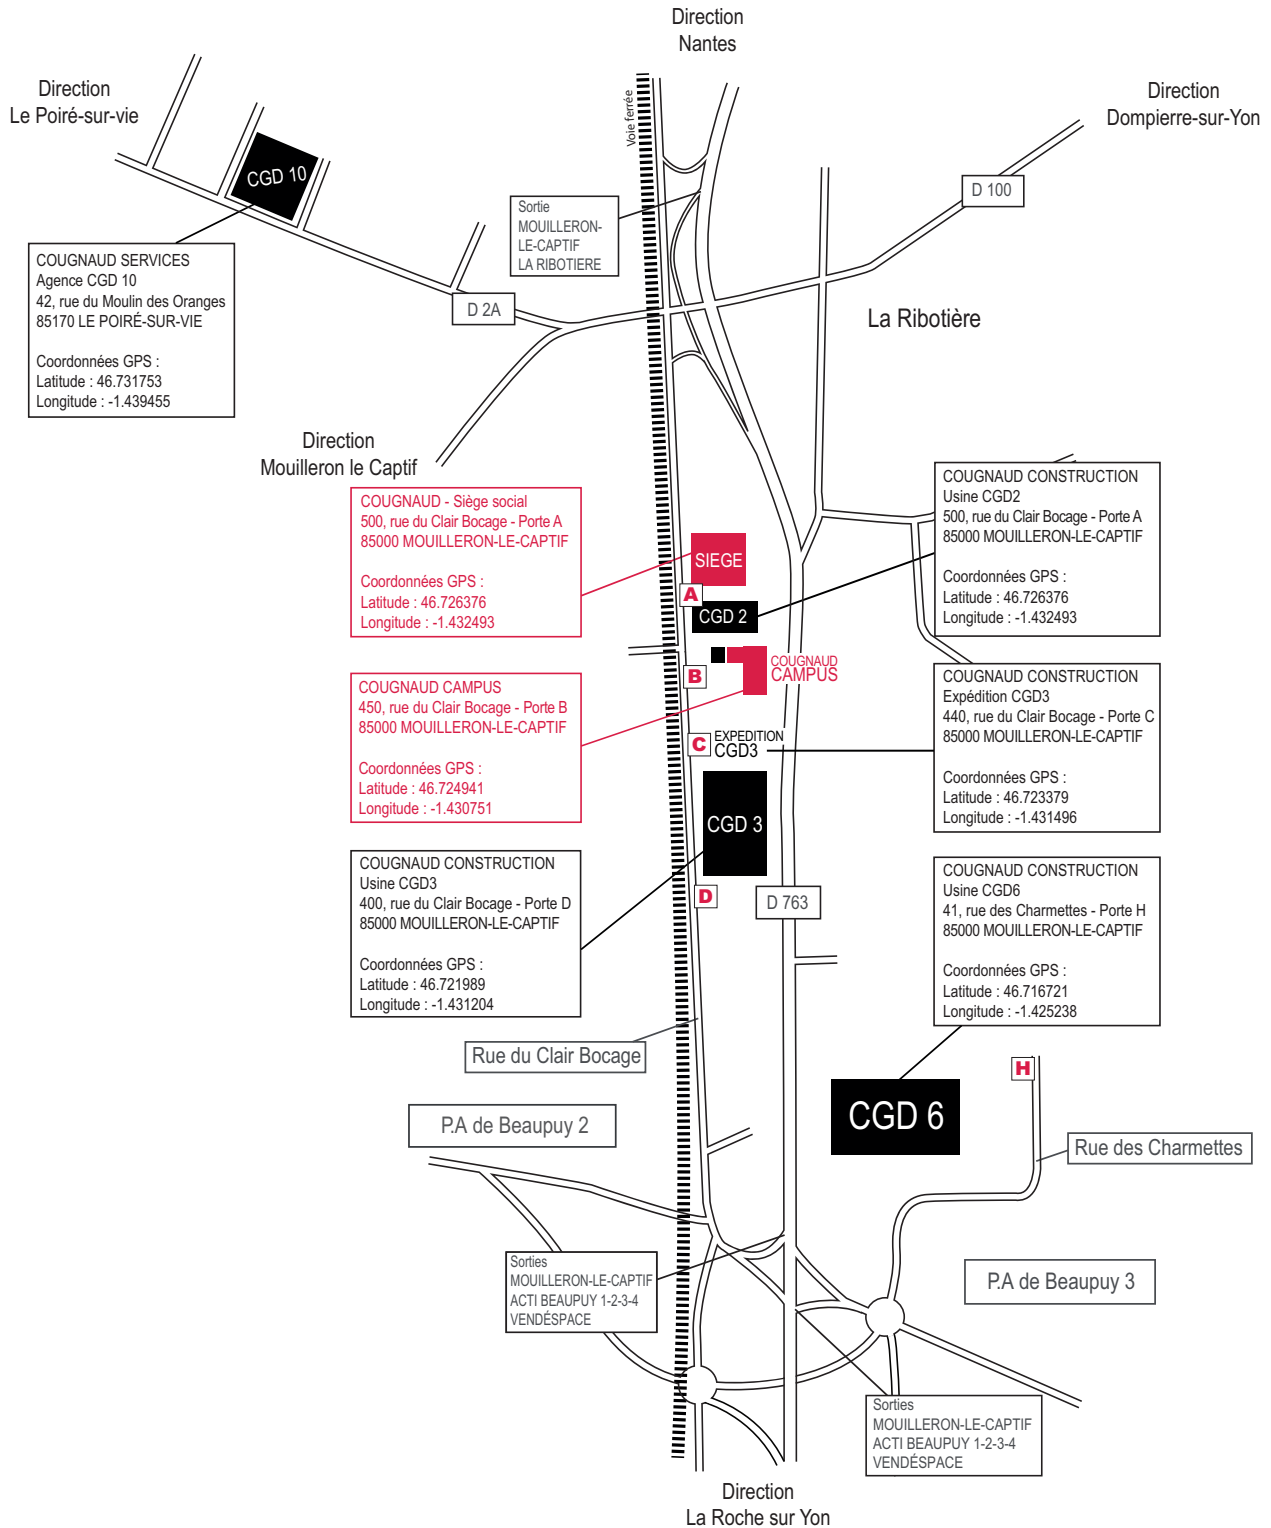 Direction
Nantes
Direction
Le Poiré-sur-vie
Direction
Dompierre-sur-Yon
Voie ferrée
CGD 10
D 100
Sortie
MOUILLERON-
LE-CAPTIF
LA RIBOTIERE
COUGNAUD SERVICES
Agence CGD 10
42, rue du Moulin des Oranges
85170 LE POIRÉ-SUR-VIE
Coordonnées GPS :
Latitude : 46.731753
Longitude : -1.439455
D 2A
La Ribotière
Direction
Mouilleron le Captif
COUGNAUD - Siège social
500, rue du Clair Bocage - Porte A
85000 MOUILLERON-LE-CAPTIF
Coordonnées GPS :
Latitude : 46.726376
Longitude : -1.432493
COUGNAUD CONSTRUCTION
Usine CGD2
500, rue du Clair Bocage - Porte A
85000 MOUILLERON-LE-CAPTIF
Coordonnées GPS :
Latitude : 46.726376
Longitude : -1.432493
SIEGE
A
CGD 2
COUGNAUD
CAMPUS
B
COUGNAUD CAMPUS
450, rue du Clair Bocage - Porte B
85000 MOUILLERON-LE-CAPTIF
Coordonnées GPS :
Latitude : 46.724941
Longitude : -1.430751
COUGNAUD CONSTRUCTION
Expédition CGD3
440, rue du Clair Bocage - Porte C
85000 MOUILLERON-LE-CAPTIF
Coordonnées GPS :
Latitude : 46.723379
Longitude : -1.431496
C
EXPEDITION
CGD3
CGD 3
COUGNAUD CONSTRUCTION
Usine CGD3
400, rue du Clair Bocage - Porte D
85000 MOUILLERON-LE-CAPTIF
Coordonnées GPS :
Latitude : 46.721989
Longitude : -1.431204
D
D 763
COUGNAUD CONSTRUCTION
Usine CGD6
41, rue des Charmettes - Porte H
85000 MOUILLERON-LE-CAPTIF
Coordonnées GPS :
Latitude : 46.716721
Longitude : -1.425238
Rue du Clair Bocage
H
CGD 6
P.A de Beaupuy 2
Rue des Charmettes
Sorties
MOUILLERON-LE-CAPTIF
ACTI BEAUPUY 1-2-3-4
VENDÉSPACE
P.A de Beaupuy 3
Sorties
MOUILLERON-LE-CAPTIF
ACTI BEAUPUY 1-2-3-4
VENDÉSPACE
Direction
La Roche sur Yon